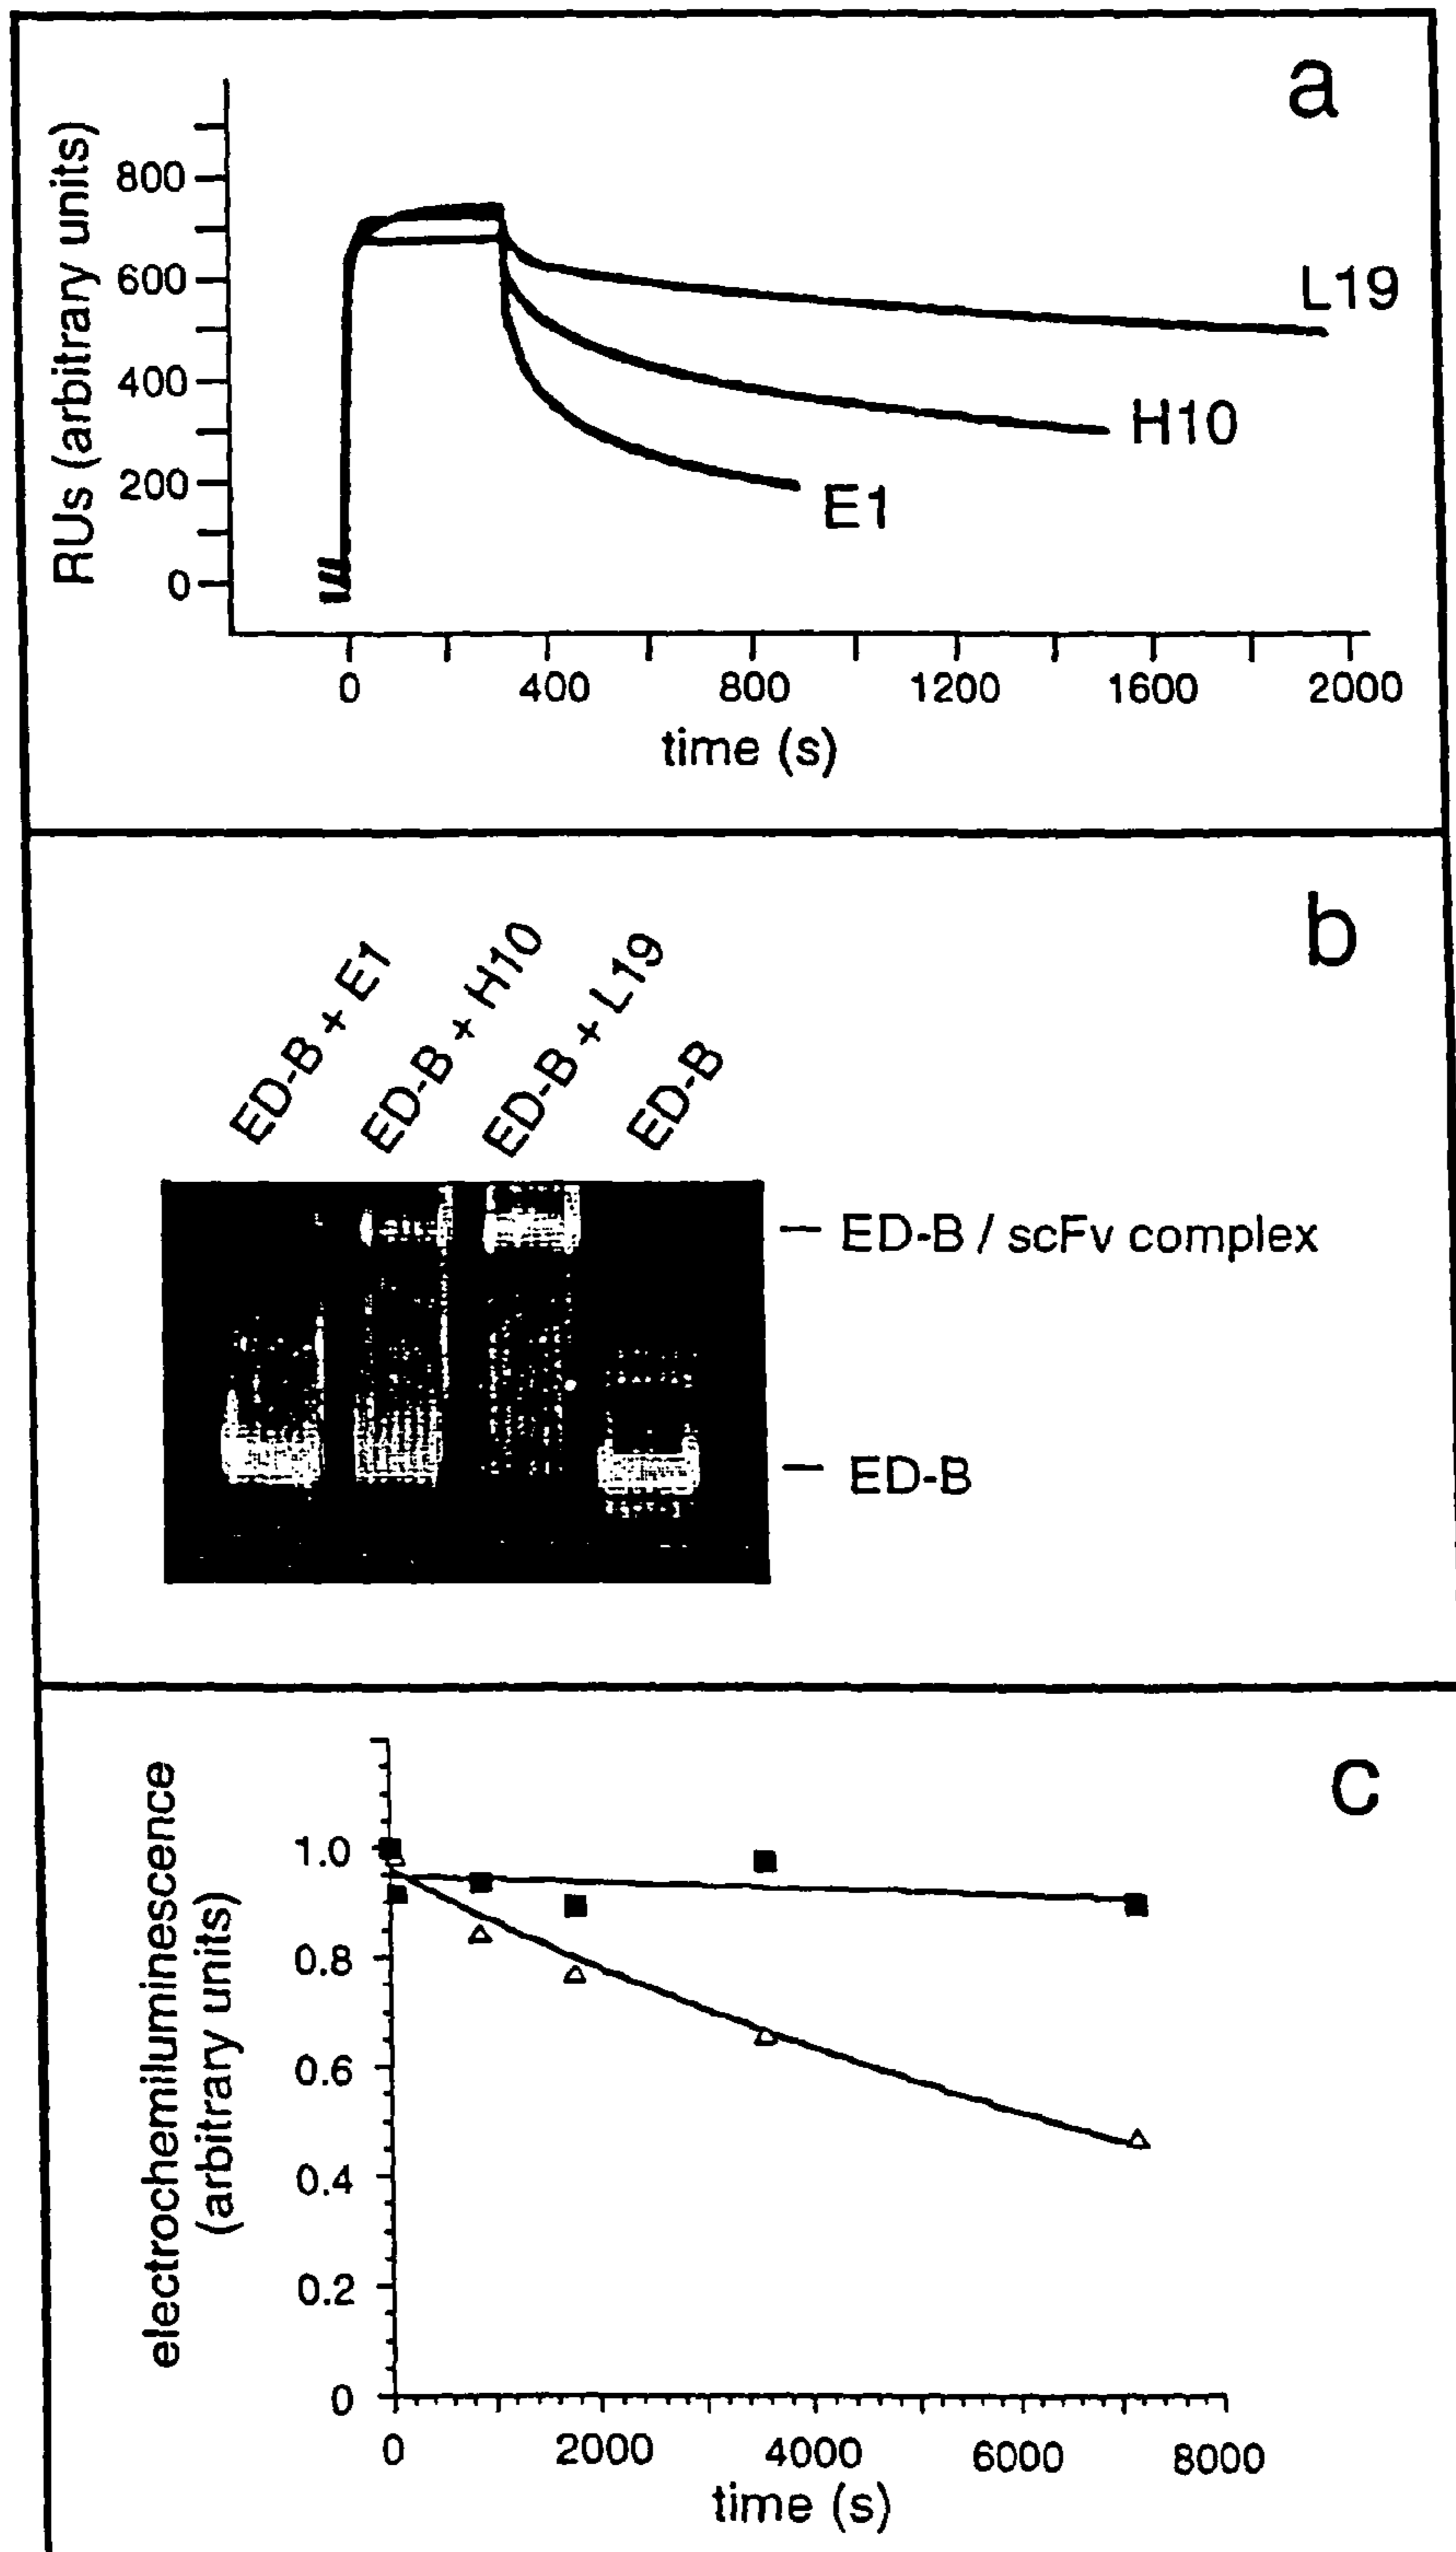 a
RUs (arbitrary units)
800
600
400
200
0
L19
H10
E1
0 400 800 1200 1600 2000
time (s)
b
ED-B + E1
ED-B + H10
ED-B + L19
ED-B
ED-B / scFv complex
ED-B
c
electrochemiluminescence
(arbitrary units)
1.0
0.8
0.6
0.4
0.2
0
0 2000 4000 6000 8000
time (s)